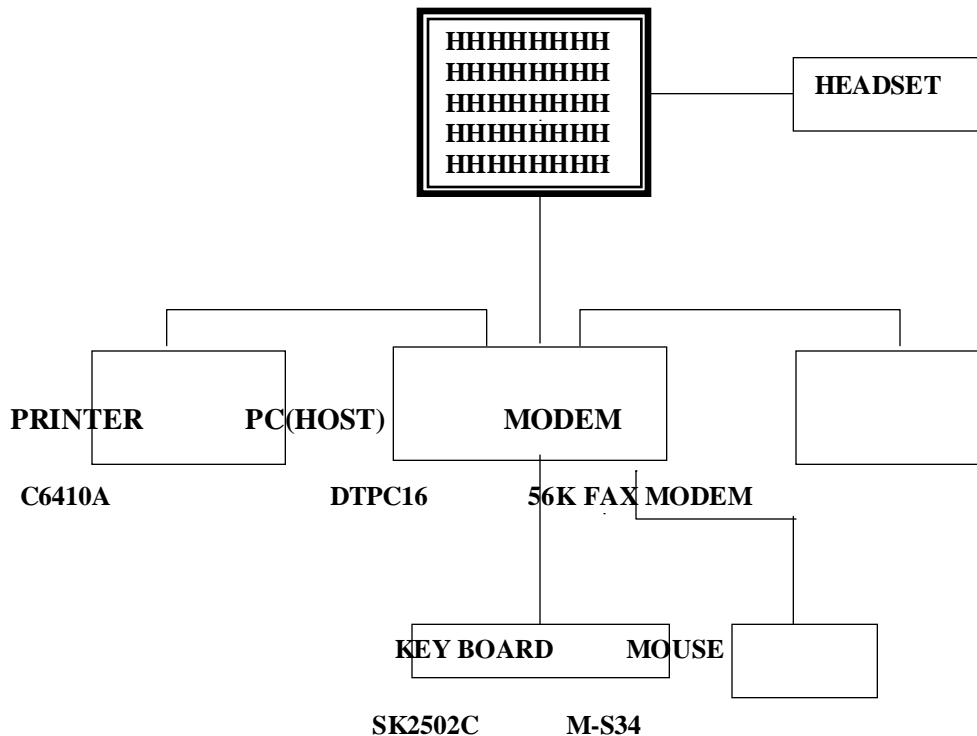 HHHHHHHH
HHHHHHHH
HHHHHHHH
HHHHHHHH
HHHHHHHH
HEADSET
PRINTER PC(HOST) MODEM
C6410A DTPC16 56K FAX MODEM
KEY BOARD MOUSE
SK2502C M-S34